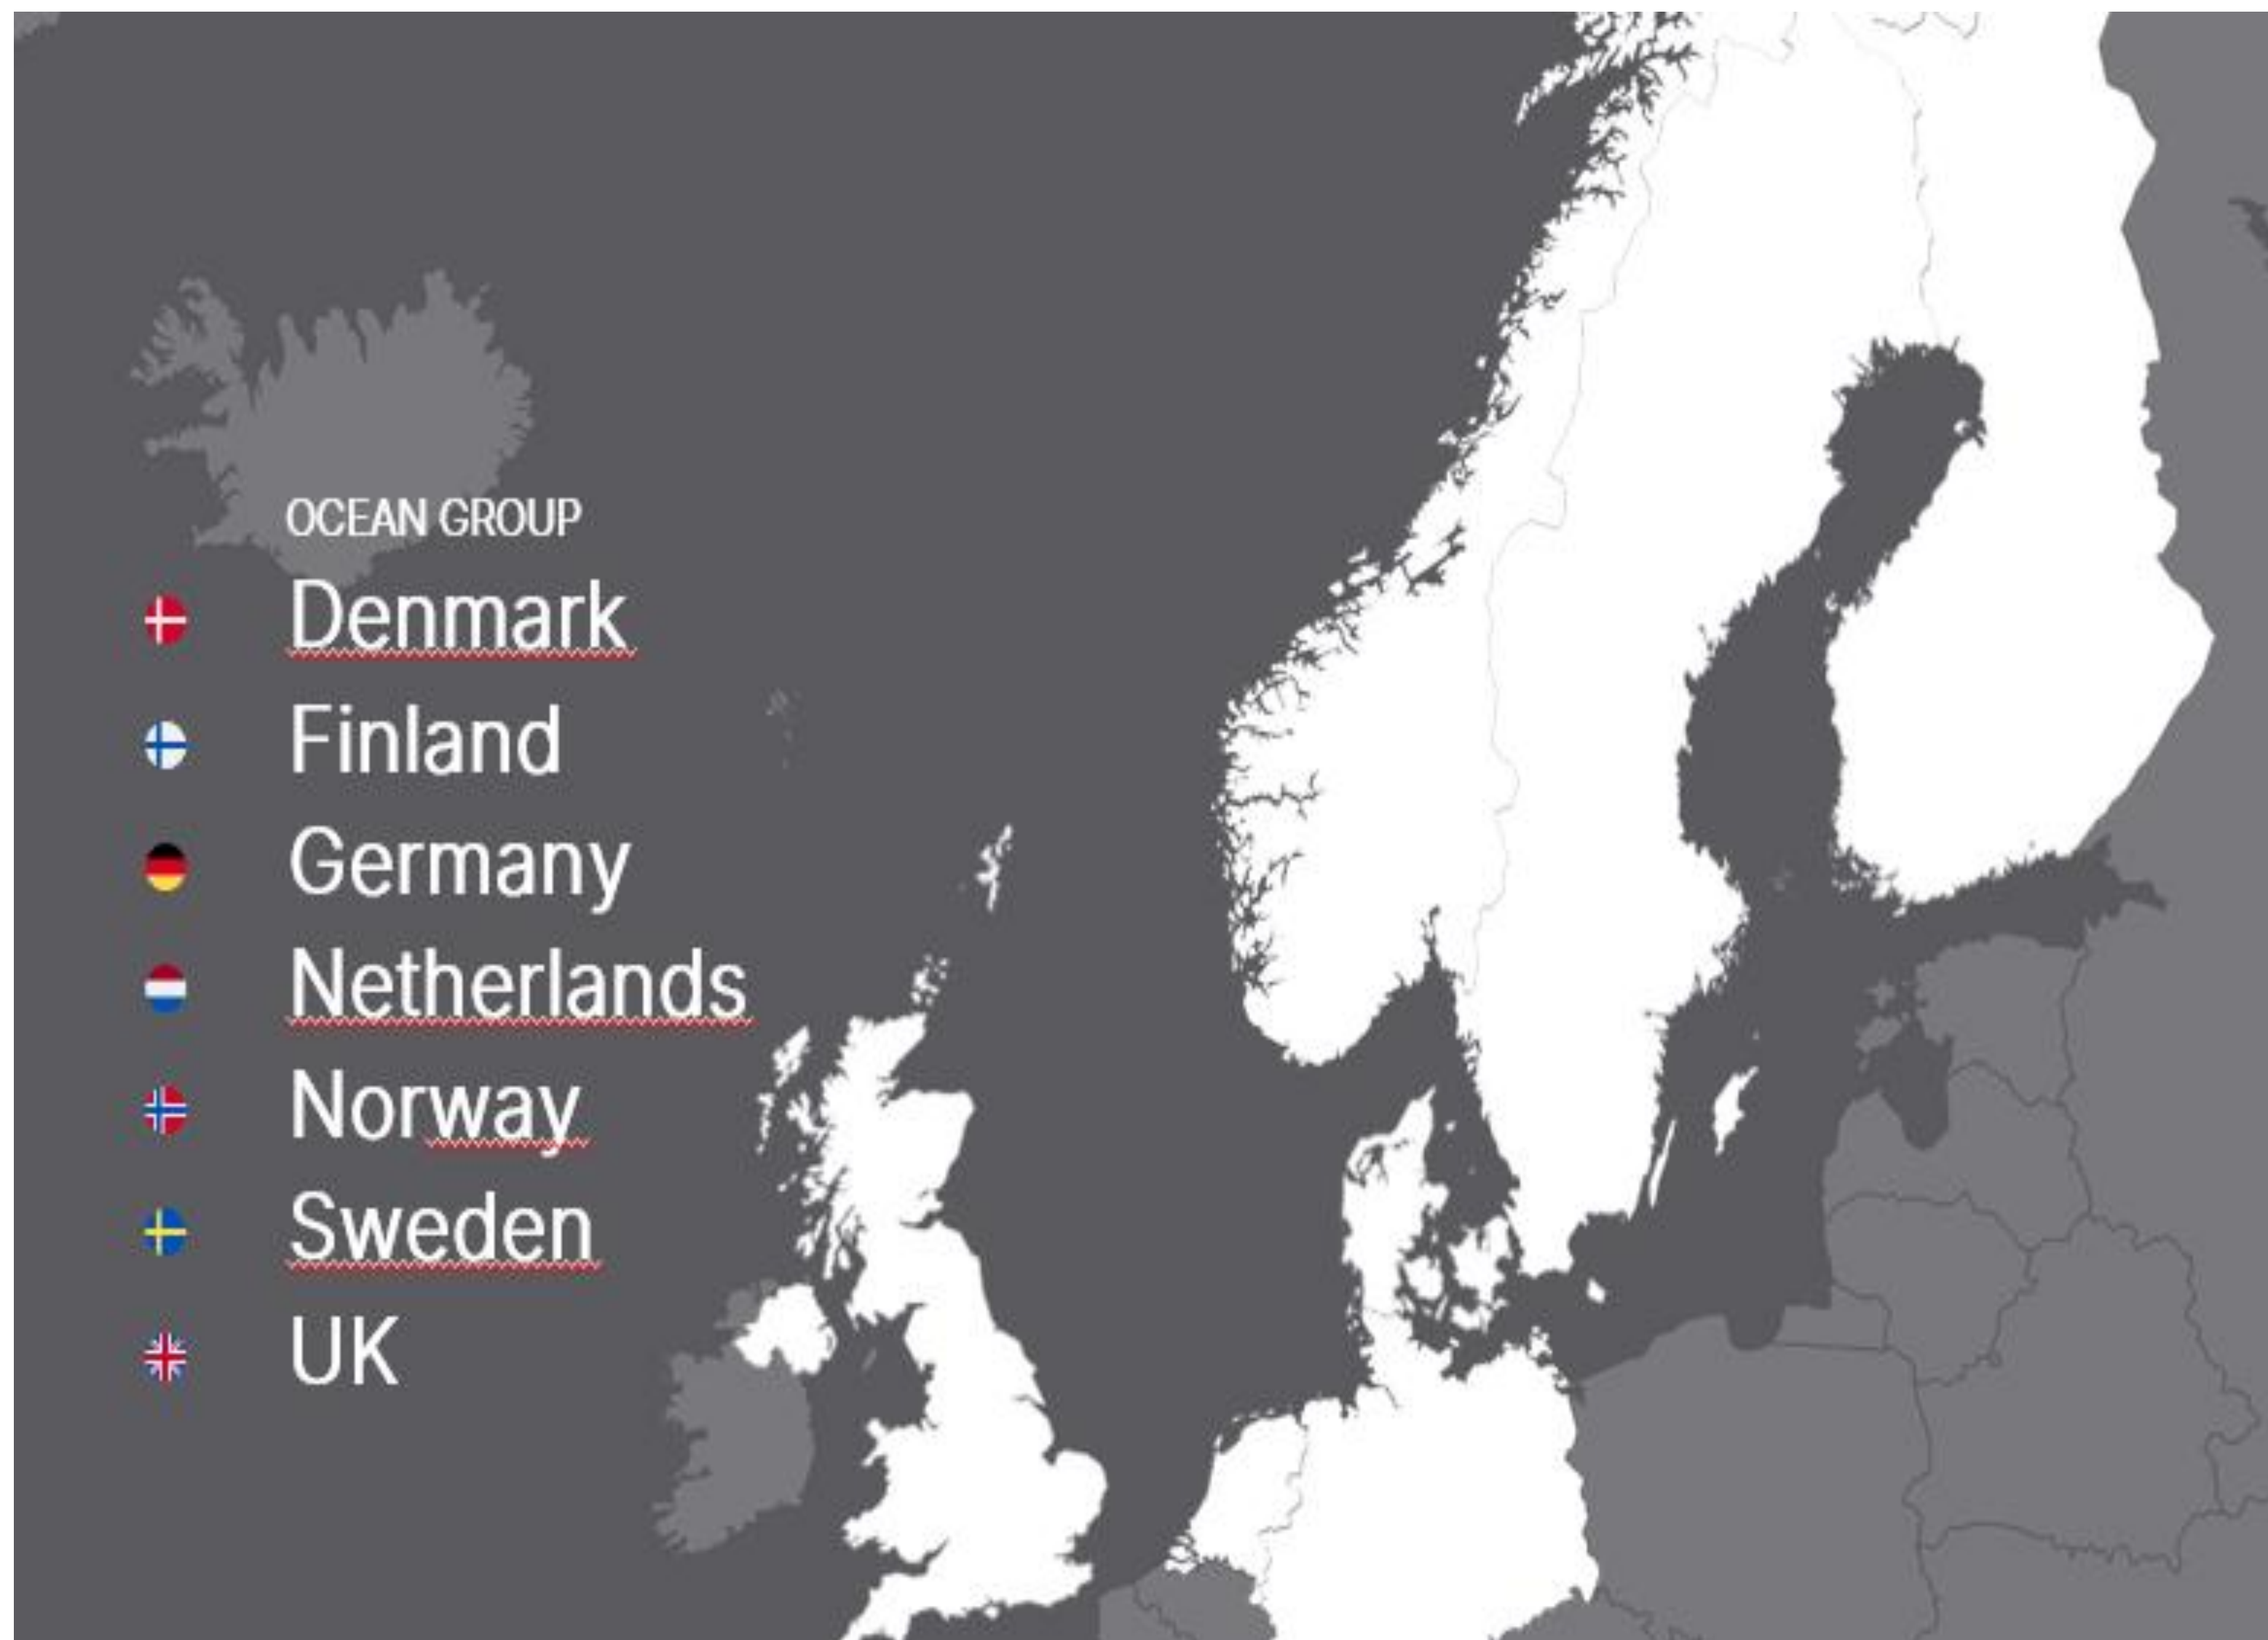 OCEAN GROUP
Denmark
Finland
Germany
Netherlands
Norway
Sweden
UK